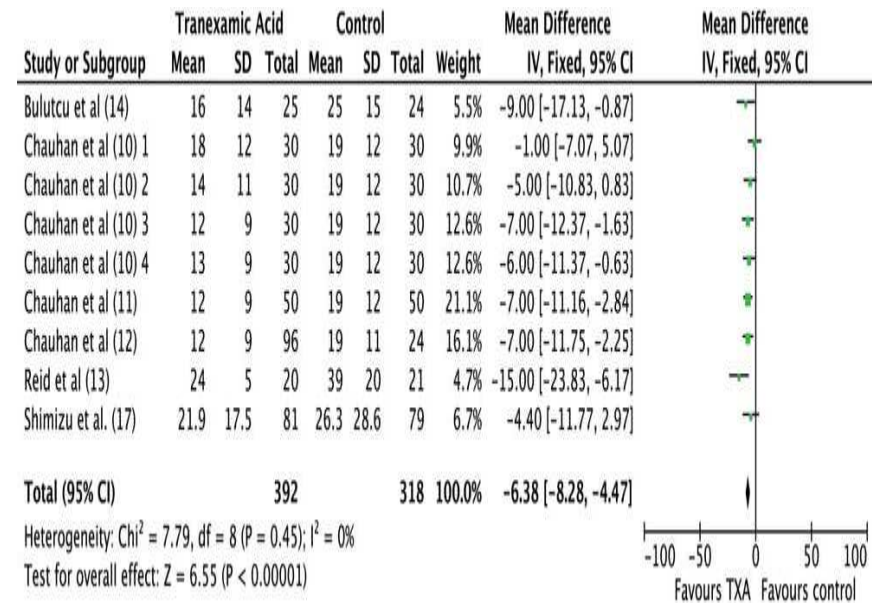 Tranexamic Acid Control Mean Difference Mean Difference
Study or Subgroup Mean SD Total Mean SD Total Weight IV, Fixed, 95% CI IV, Fixed, 95% CI
Bulutcu et al (14) 16 14 25 25 15 24 5.5% −9.00 [−17.13, −0.87]
Chauhan et al (10) 1 18 12 30 19 12 30 9.9% −1.00 [−7.07, 5.07]
Chauhan et al (10) 2 14 11 30 19 12 30 10.7% −5.00 [−10.83, 0.83]
Chauhan et al (10) 3 12 9 30 19 12 30 12.6% −7.00 [−12.37, −1.63]
Chauhan et al (10) 4 13 9 30 19 12 30 12.6% −6.00 [−11.37, −0.63]
Chauhan et al (11) 12 9 50 19 12 50 21.1% −7.00 [−11.16, −2.84]
Chauhan et al (12) 12 9 96 19 11 24 16.1% −7.00 [−11.75, −2.25]
Reid et al (13) 24 5 20 39 20 21 4.7% −15.00 [−23.83, −6.17]
Shimizu et al. (17) 21.9 17.5 81 26.3 28.6 79 6.7% −4.40 [−11.77, 2.97]
Total (95% CI) 392 318 100.0% −6.38 [−8.28, −4.47]
Heterogeneity: Chi² = 7.79, df = 8 (P = 0.45); I² = 0%
Test for overall effect: Z = 6.55 (P < 0.00001)
−100 −50 0 50 100
Favours TXA Favours control